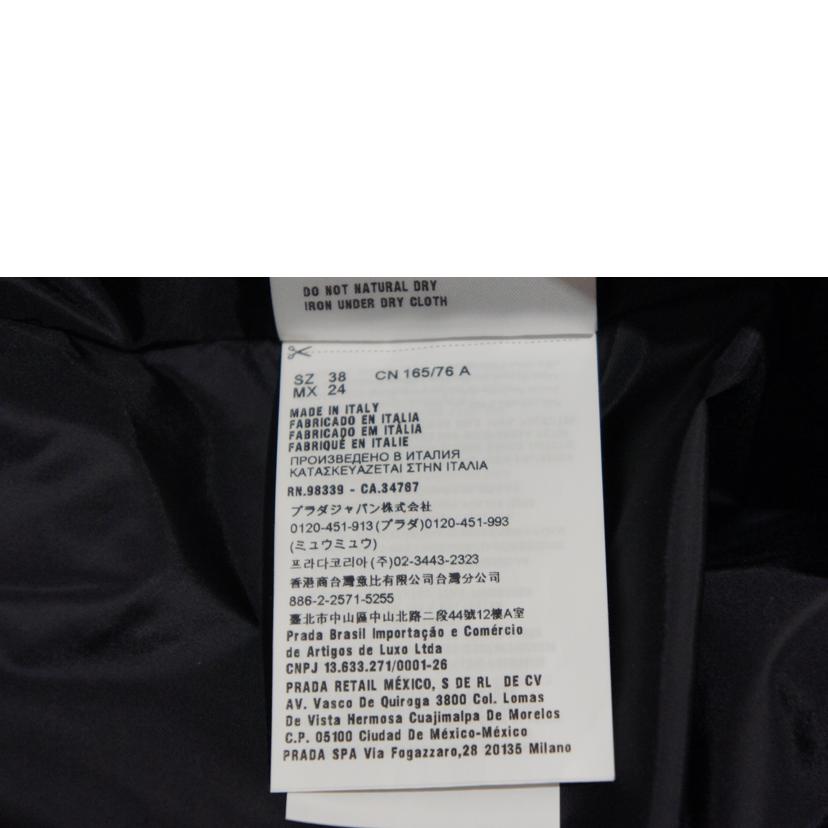 DO NOT NATURAL DRY
IRON UNDER DRY CLOTH
SZ 38 CN 165/76 A
MX 24
MADE IN ITALY
FABRICADO EN ITALIA
FABRICADO EM ITÀLIA
FABRIQUÉ EN ITALIE
ПРОИЗВЕДЕНО В ИТАЛИЯ
ΚΑΤΑΣΚΕΥΑΖΕΤΑΙ ΣΤΗΝ ΙΤΑΛΙΑ
RN.98339 - CA.34787
プラダジャパン株式会社
0120-451-913(プラダ)0120-451-993
(ミュウミュウ)
프라다코리아(주)02-3443-2323
香港商台灣意比有限公司台灣分公司
886-2-2571-5255
臺北市中山區中山北路二段44號12樓A室
Prada Brasil Importação e Comércio
de Artigos de Luxo Ltda
CNPJ 13.633.271/0001-26
PRADA RETAIL MÉXICO, S DE RL DE CV
AV. Vasco De Quiroga 3800 Col. Lomas
De Vista Hermosa Cuajimalpa De Morelos
C.P. 05100 Ciudad De México-México
PRADA SPA Via Fogazzaro,28 20135 Milano